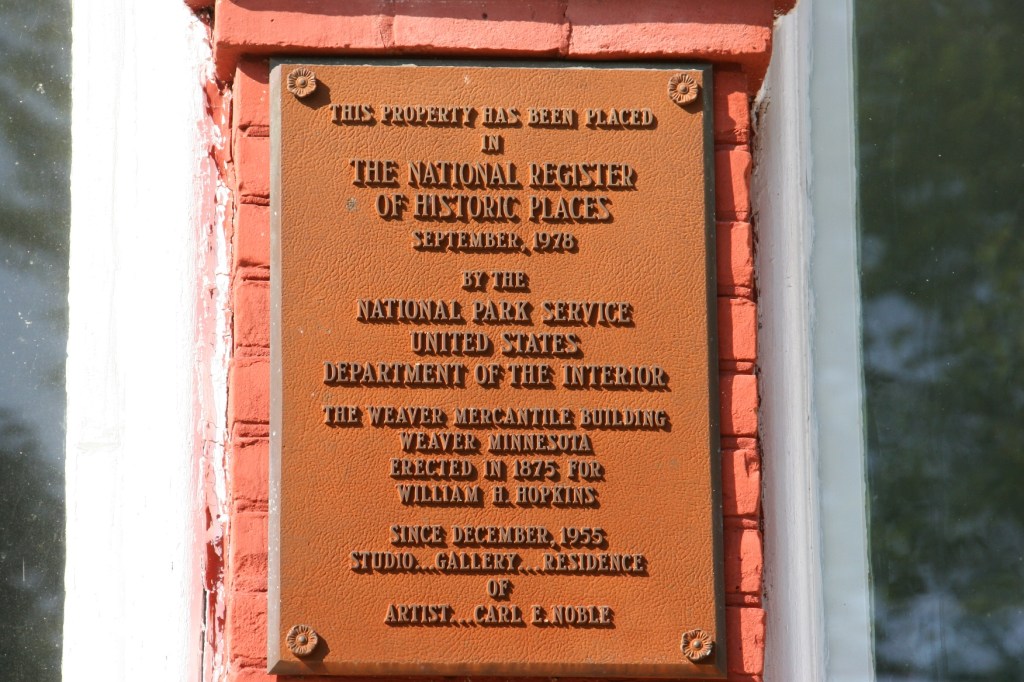 THIS PROPERTY HAS BEEN PLACED
IN
THE NATIONAL REGISTER
OF HISTORIC PLACES
SEPTEMBER, 1978
BY THE
NATIONAL PARK SERVICE
UNITED STATES
DEPARTMENT OF THE INTERIOR
THE WEAVER MERCANTILE BUILDING
WEAVER MINNESOTA
ERECTED IN 1875 FOR
WILLIAM H. HOPKINS
SINCE DECEMBER, 1955
STUDIO...GALLERY...RESIDENCE
OF
ARTIST...CARL E. NOBLE